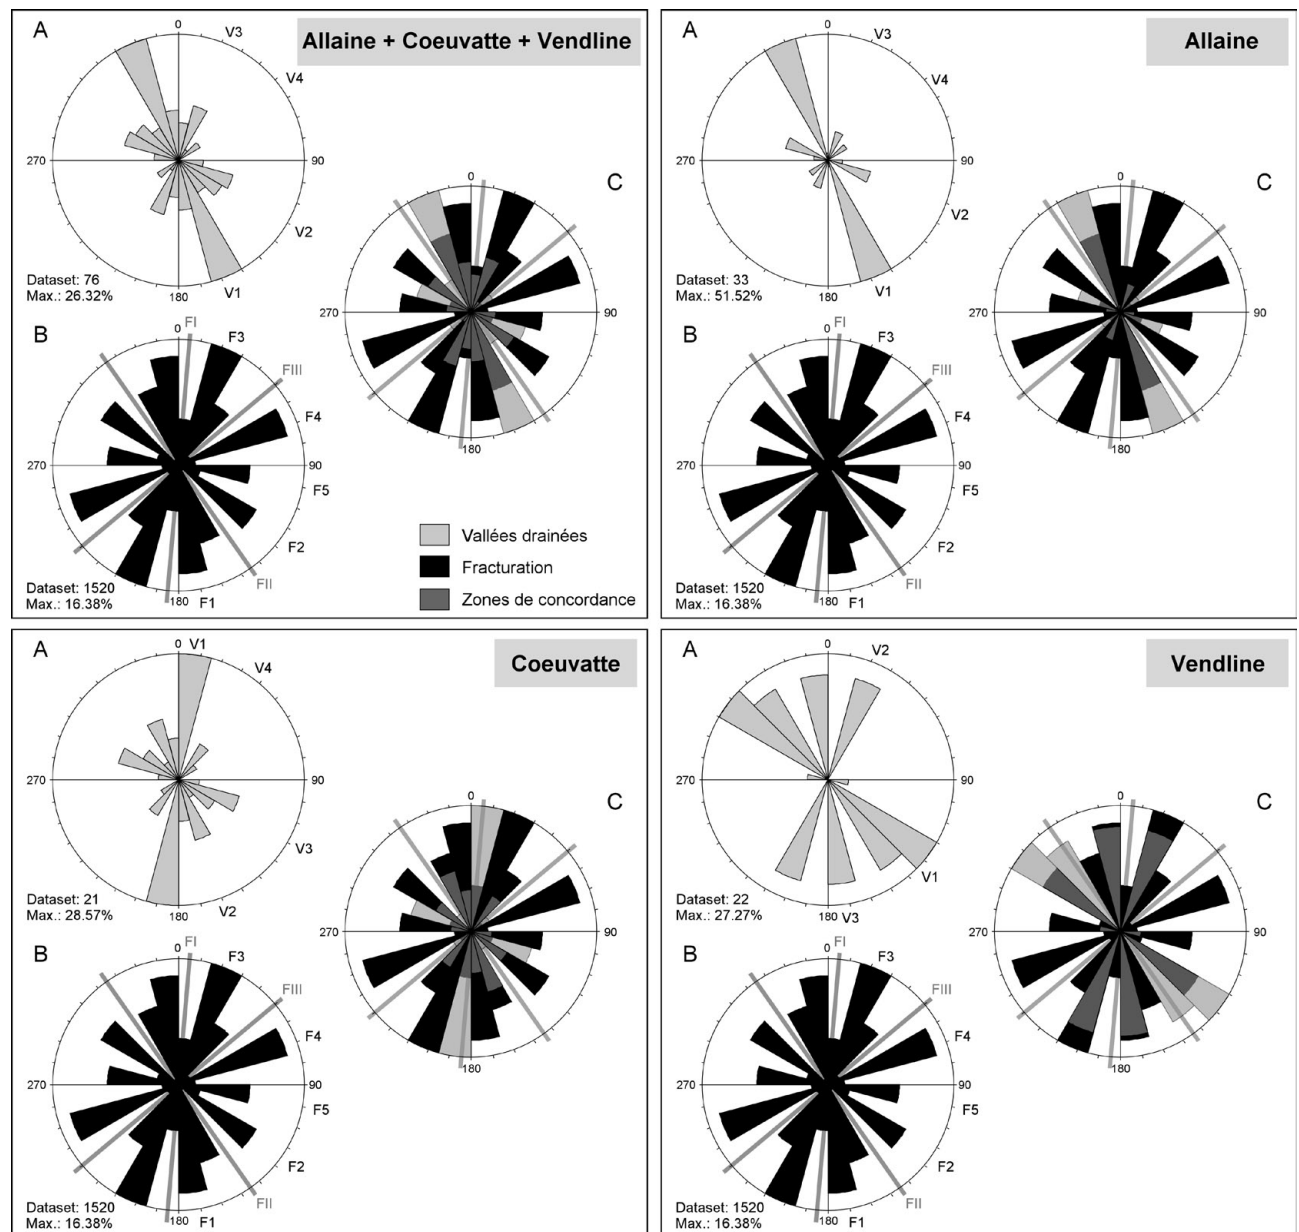 Allaine + Coeuvatte + Vendline
A
0
V3
V4
270
90
V2
V1
180
Dataset: 76
Max.: 26.32%
C
0
270
90
180
B
0
FI
F3
FIII
F4
270
90
F5
F2
FII
F1
180
Dataset: 1520
Max.: 16.38%
Vallées drainées
Fracturation
Zones de concordance
Allaine
A
0
V3
V4
270
90
V2
V1
180
Dataset: 33
Max.: 51.52%
C
0
270
90
180
B
0
FI
F3
FIII
F4
270
90
F5
F2
FII
F1
180
Dataset: 1520
Max.: 16.38%
Coeuvatte
A
0
V1
V4
270
90
V3
V2
180
Dataset: 21
Max.: 28.57%
C
0
270
90
180
B
0
FI
F3
FIII
F4
270
90
F5
F2
FII
F1
180
Dataset: 1520
Max.: 16.38%
Vendline
A
0
V2
270
90
V1
V3
180
Dataset: 22
Max.: 27.27%
C
0
270
90
180
B
0
FI
F3
FIII
F4
270
90
F5
F2
FII
F1
180
Dataset: 1520
Max.: 16.38%